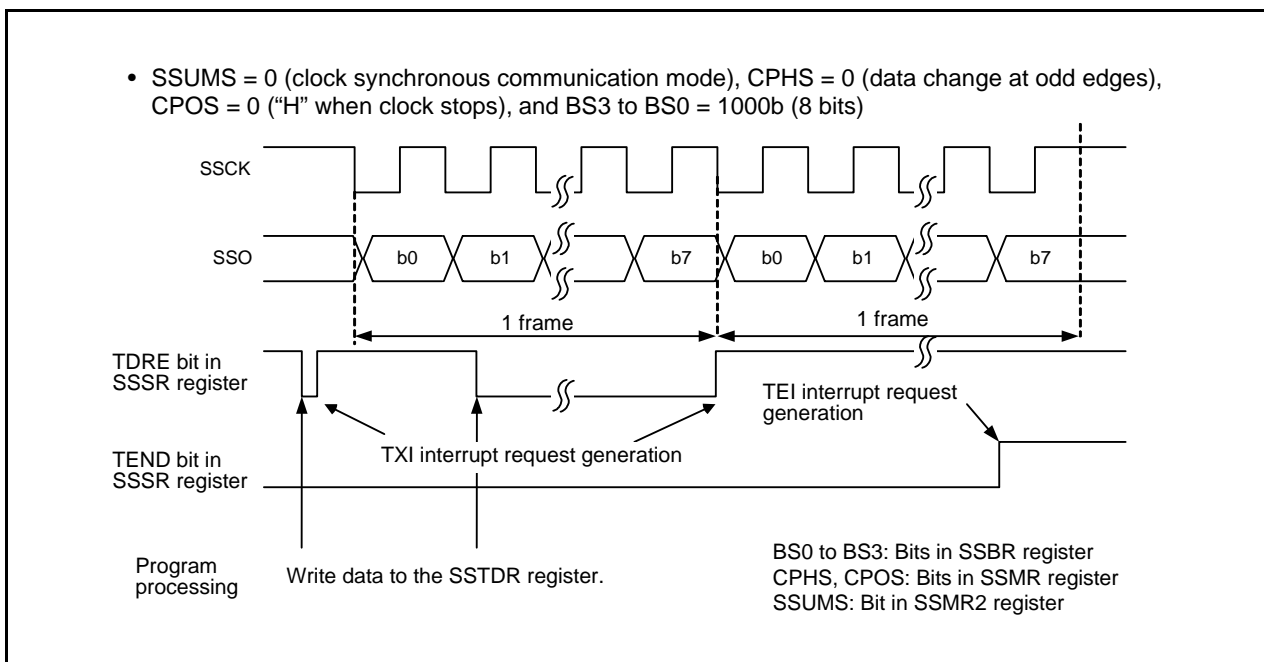 • SSUMS = 0 (clock synchronous communication mode), CPHS = 0 (data change at odd edges),
CPOS = 0 (“H” when clock stops), and BS3 to BS0 = 1000b (8 bits)
SSCK
SSO
b0
b1
b7
b0
b1
b7
1 frame
1 frame
TDRE bit in
SSSR register
TEI interrupt request
generation
TXI interrupt request generation
TEND bit in
SSSR register
Program
processing
Write data to the SSTDR register.
BS0 to BS3: Bits in SSBR register
CPHS, CPOS: Bits in SSMR register
SSUMS: Bit in SSMR2 register